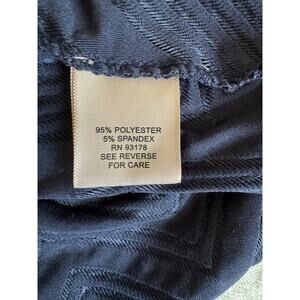 95% POLYESTER
5% SPANDEX
RN 93178
SEE REVERSE
FOR CARE